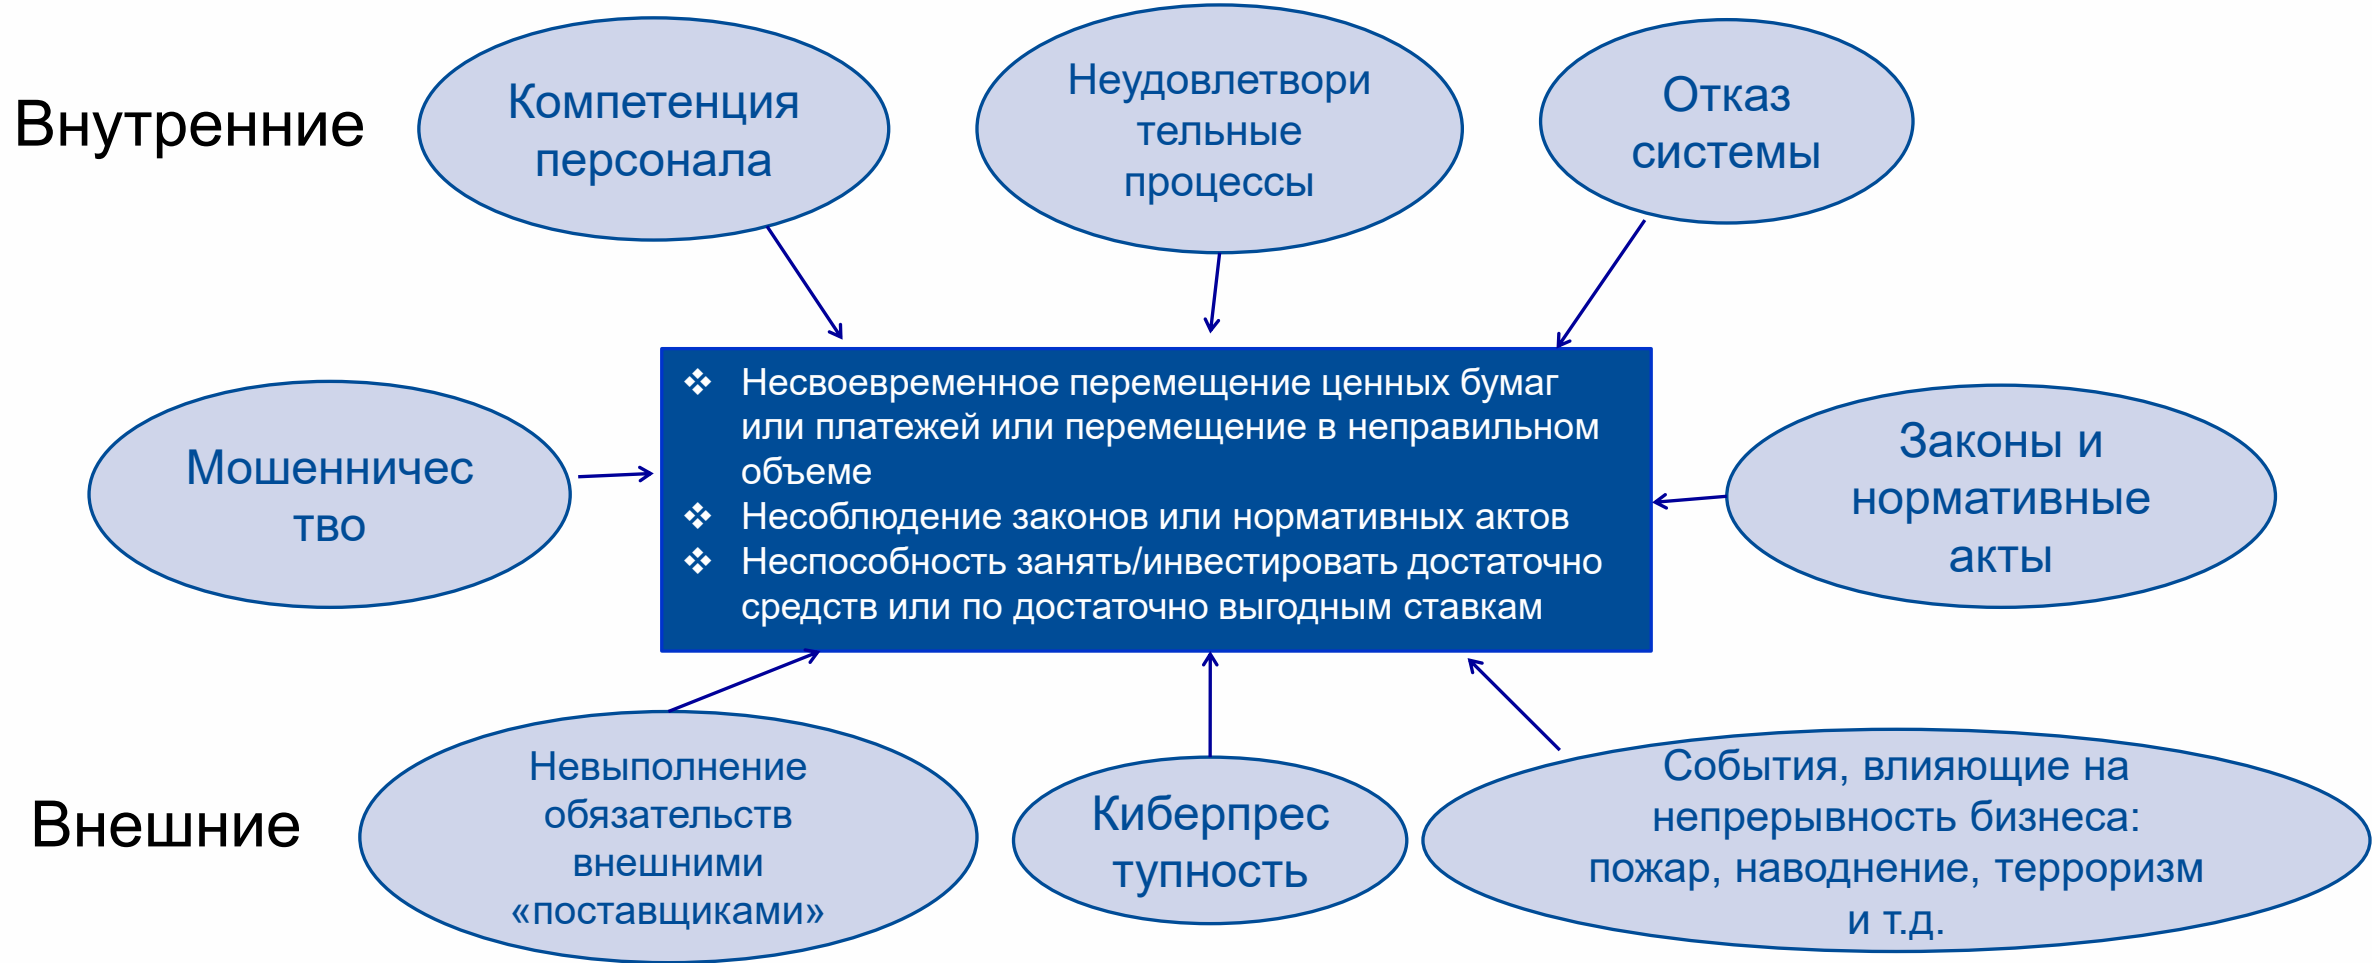 Внутренние
Компетенция
персонала
Неудовлетвори
тельные
процессы
Отказ
системы
Мошенничес
тво
❖ Несвоевременное перемещение ценных бумаг
или платежей или перемещение в неправильном
объеме
❖ Несоблюдение законов или нормативных актов
❖ Неспособность занять/инвестировать достаточно
средств или по достаточно выгодным ставкам
Законы и
нормативные
акты
Внешние
Невыполнение
обязательств
внешними
«поставщиками»
Киберпрес
тупность
События, влияющие на
непрерывность бизнеса:
пожар, наводнение, терроризм
и т.д.